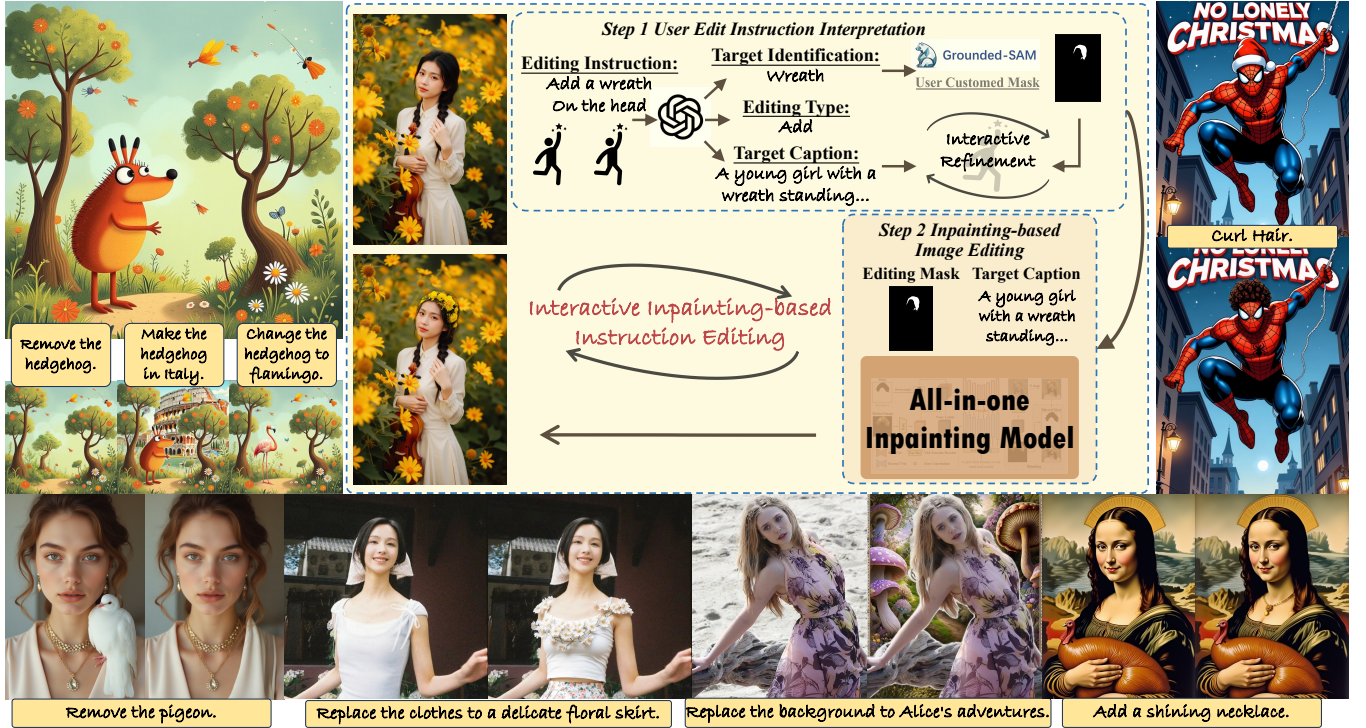 Remove the
hedgehog.
Make the
hedgehog
in Italy.
Change the
hedgehog to
flamingo.
Step 1 User Edit Instruction Interpretation
Editing Instruction:
Add a wreath
On the head
Target Identification:
Wreath
Editing Type:
Add
Target Caption:
A young girl with a
wreath standing...
Grounded-SAM
User Customed Mask
Interactive
Refinement
Interactive Inpainting-based
Instruction Editing
Step 2 Inpainting-based
Image Editing
Editing Mask
Target Caption
A young girl
with a wreath
standing...
All-in-one
Inpainting Model
NO LONELY
CHRISTMAS
Curl Hair.
CHRISTMAS
Remove the pigeon.
Replace the clothes to a delicate floral skirt.
Replace the background to Alice's adventures.
Add a shining necklace.